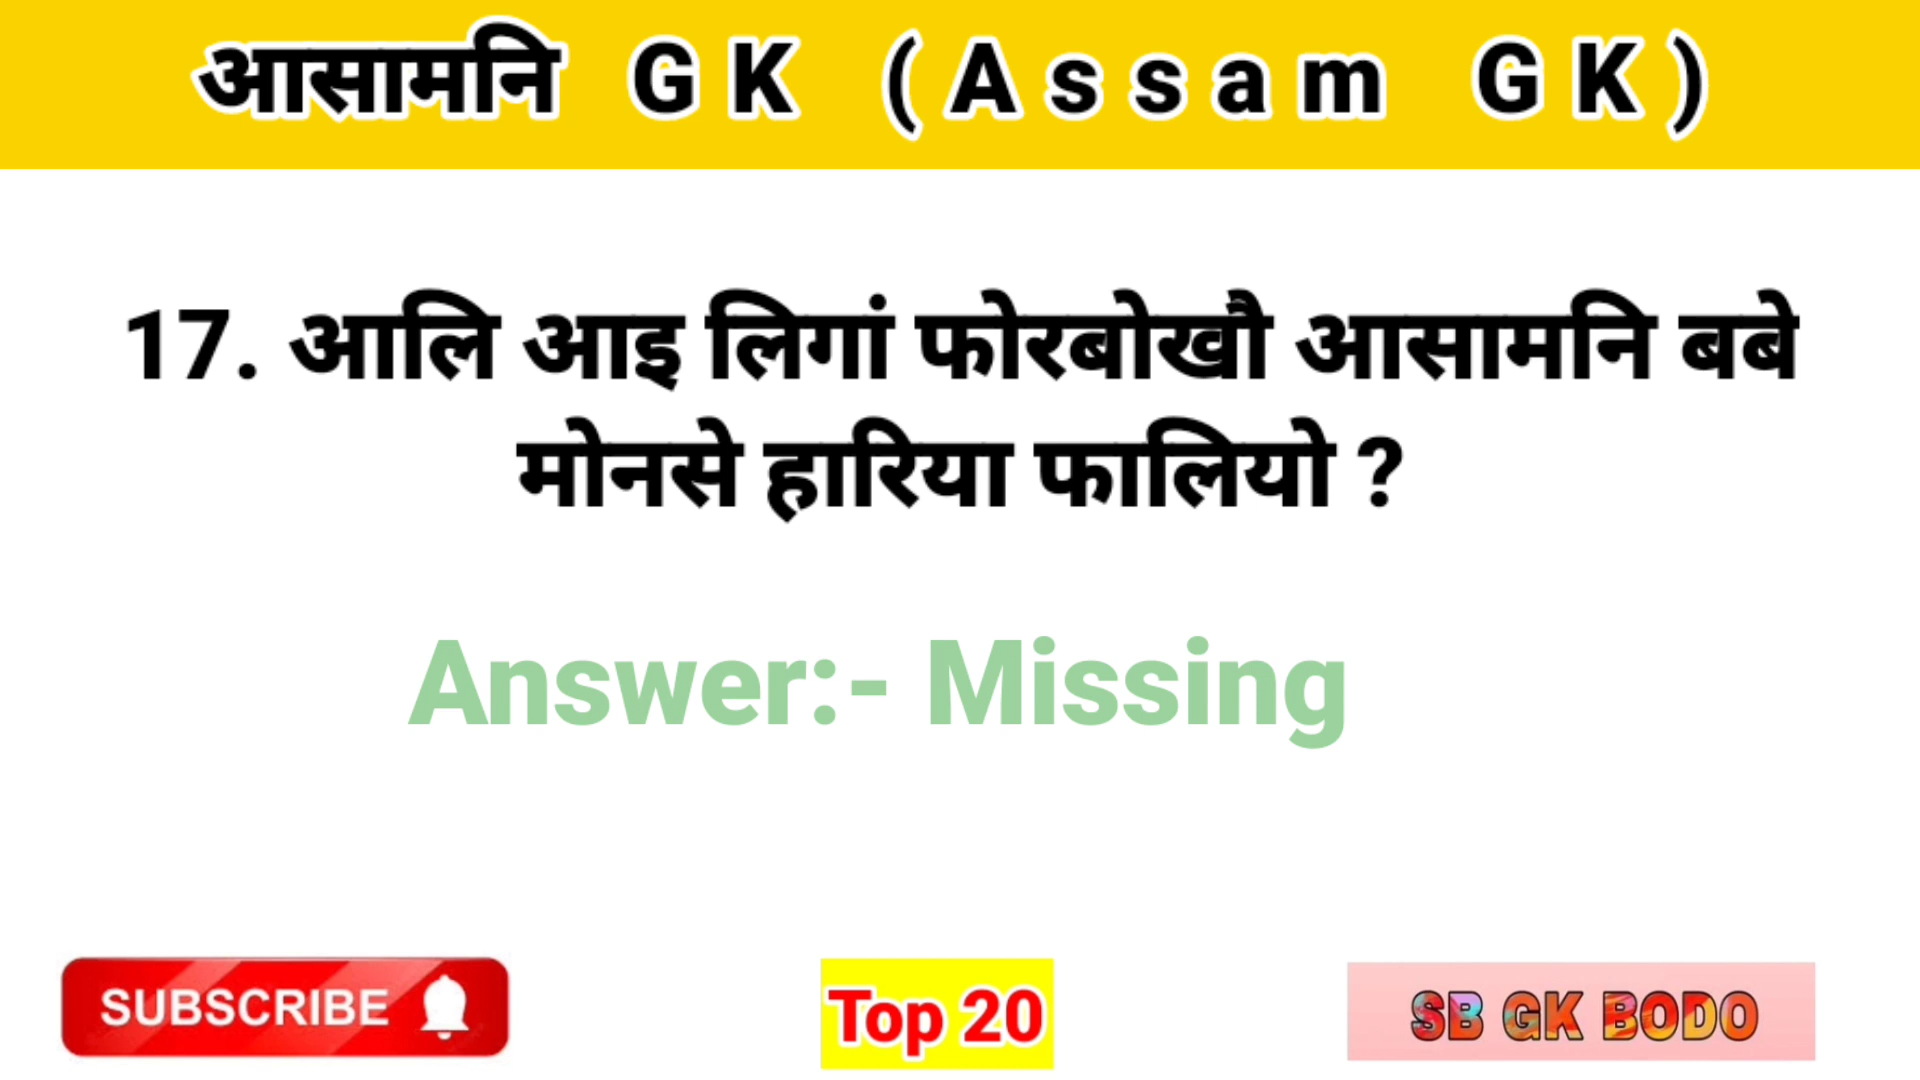 आसामनि GK (Assam GK)
17. आलि आइ लिगां फोरबोखौ आसामनि बबे
मोनसे हारिया फालियो ?
Answer:- Missing
SUBSCRIBE
Top 20
SB GK BODO